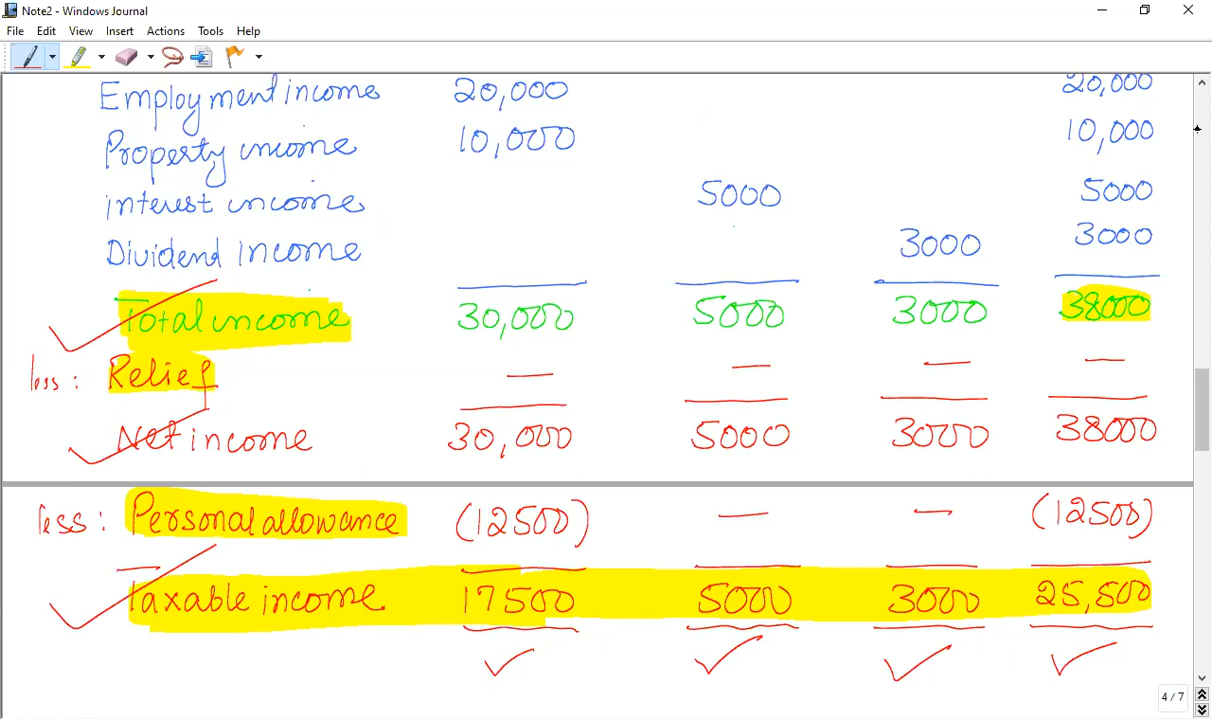 Note2 - Windows Journal
File Edit View Insert Actions Tools Help
Employment income 20,000 20,000
Property income 10,000 10,000
interest income 5000 5000
Dividend income 3000 3000
Total income 30,000 5000 3000 38000
less: Relief — — — —
Net income 30,000 5000 3000 38000
less: Personal allowance (12500) — — (12500)
Taxable income 17500 5000 3000 25,500
4 / 7